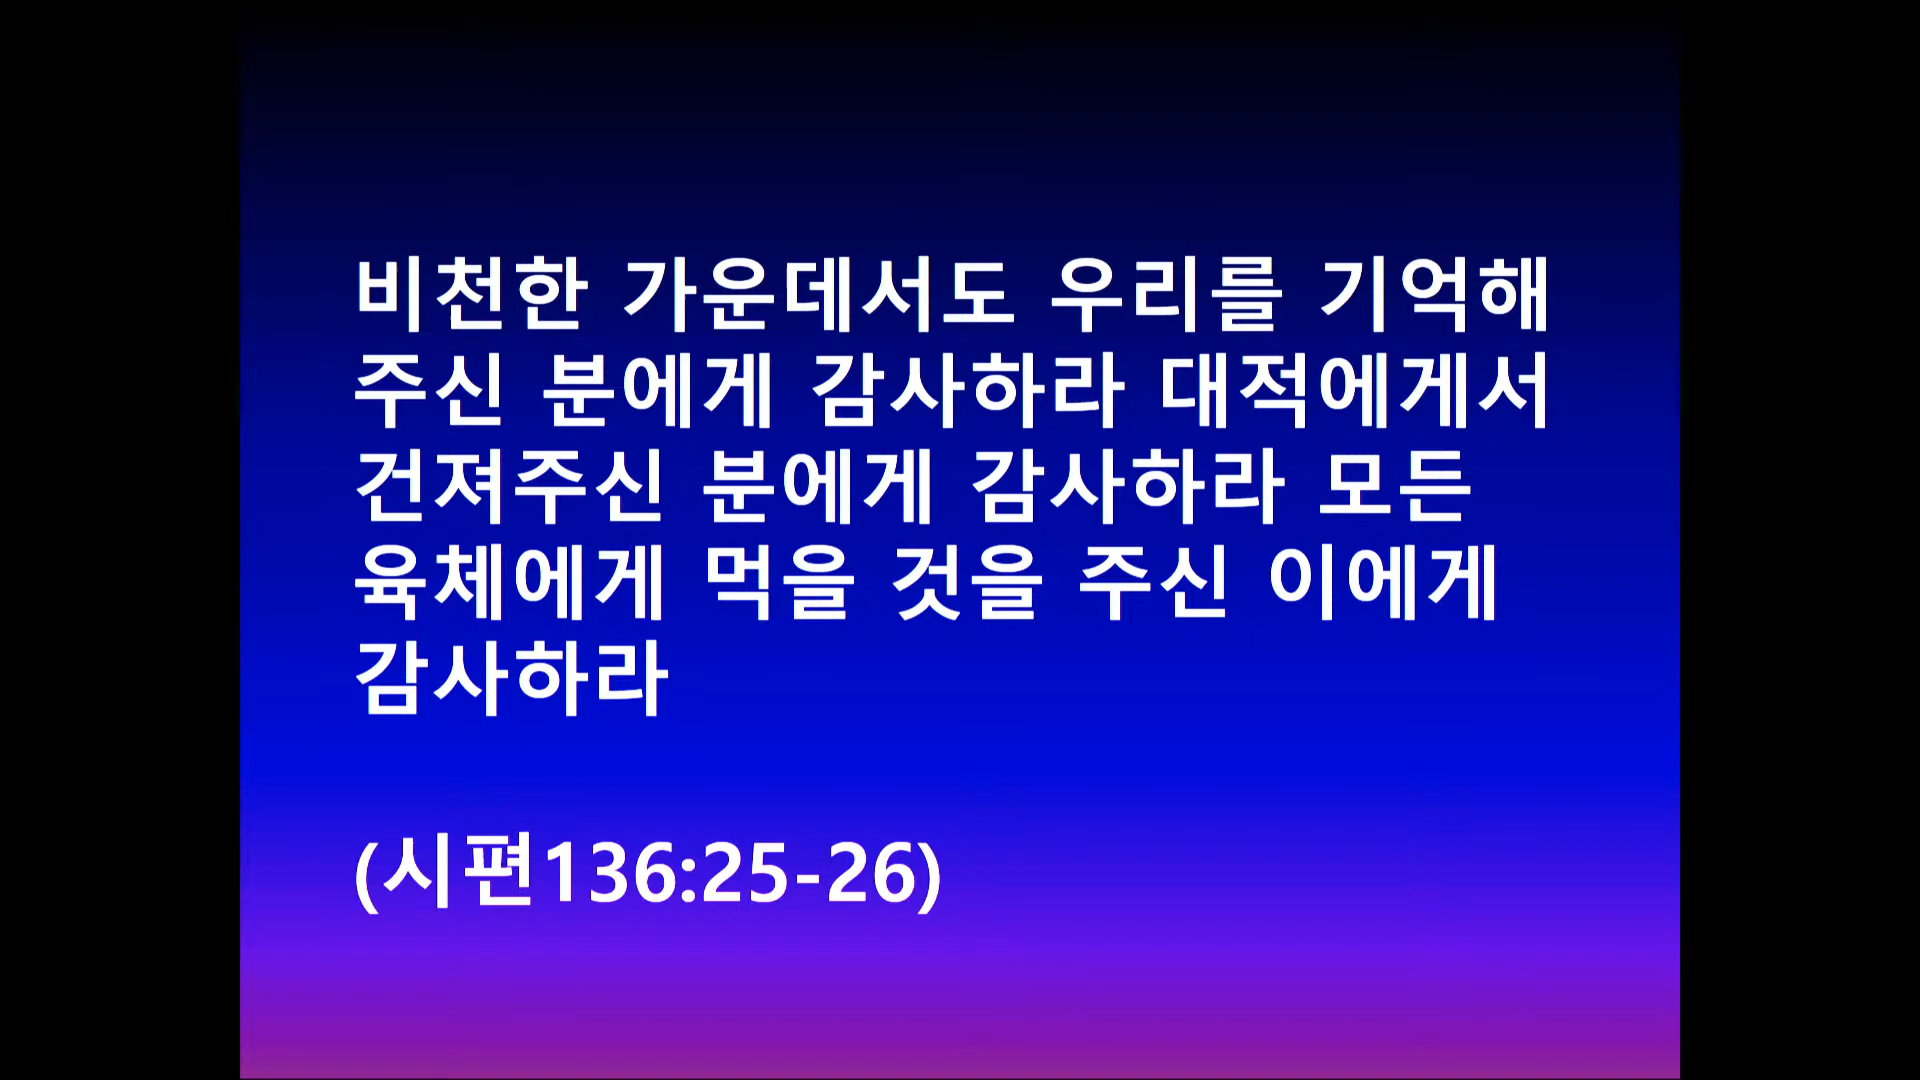 비천한 가운데서도 우리를 기억해
주신 분에게 감사하라 대적에게서
건져주신 분에게 감사하라 모든
육체에게 먹을 것을 주신 이에게
감사하라
(시편136:25-26)